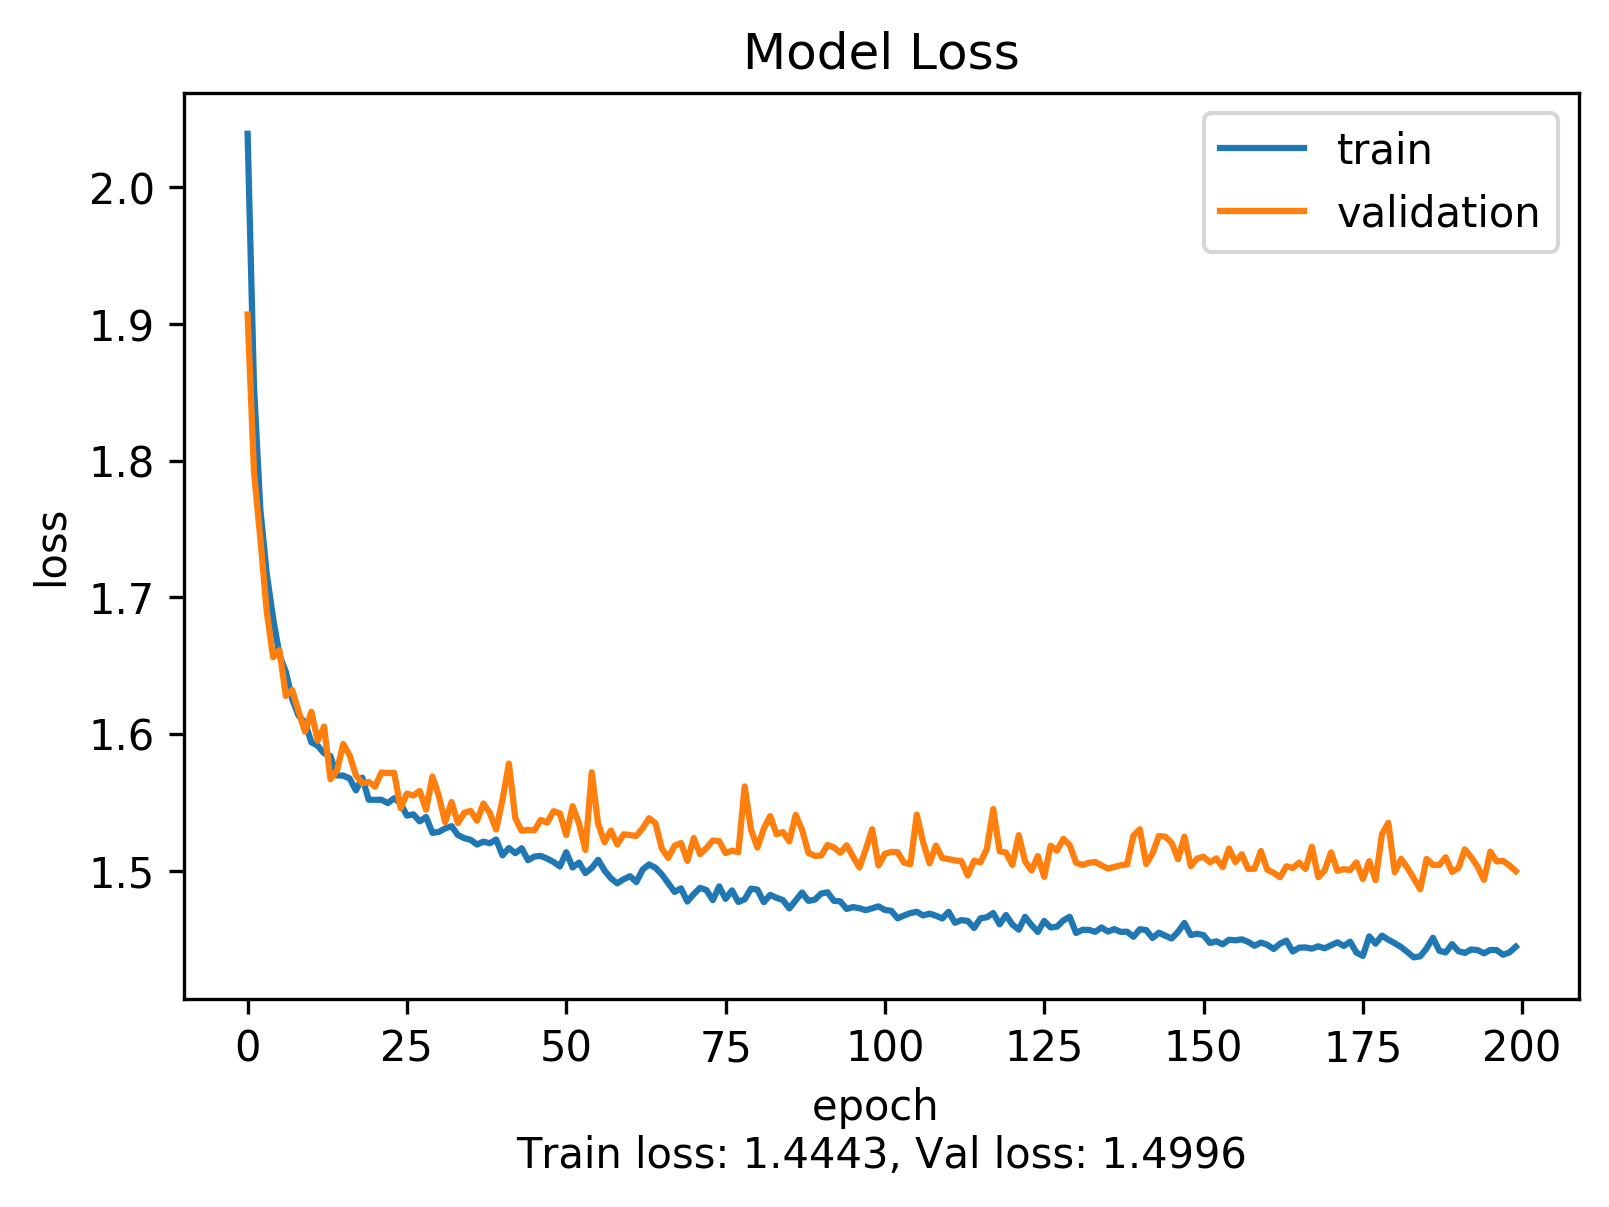 Model Loss
train
validation
2.0
1.9
1.8
1.7
1.6
1.5
loss
0 25 50 75 100 125 150 175 200
epoch
Train loss: 1.4443, Val loss: 1.4996